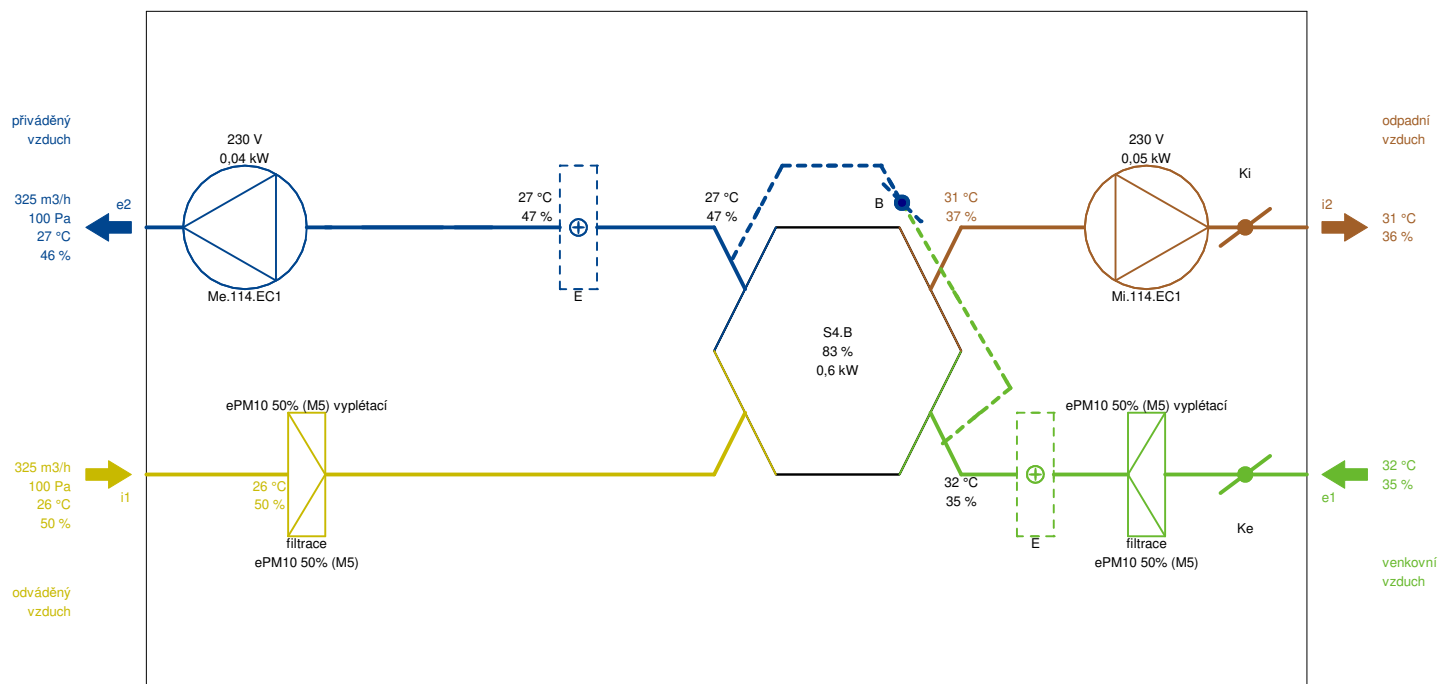 přiváděný
vzduch
230 V
0,04 kW
230 V
0,05 kW
odpadní
vzduch
Ki
325 m3/h
100 Pa
27 °C
46 %
e2
27 °C
47 %
27 °C
47 %
B
31 °C
37 %
i2
31 °C
36 %
Me.114.EC1
E
Mi.114.EC1
S4.B
83 %
0,6 kW
ePM10 50% (M5) vyplétací
ePM10 50% (M5) vyplétací
325 m3/h
100 Pa
26 °C
50 %
i1
26 °C
50 %
32 °C
35 %
e1
32 °C
35 %
filtrace
ePM10 50% (M5)
E
filtrace
ePM10 50% (M5)
Ke
odváděný
vzduch
venkovní
vzduch